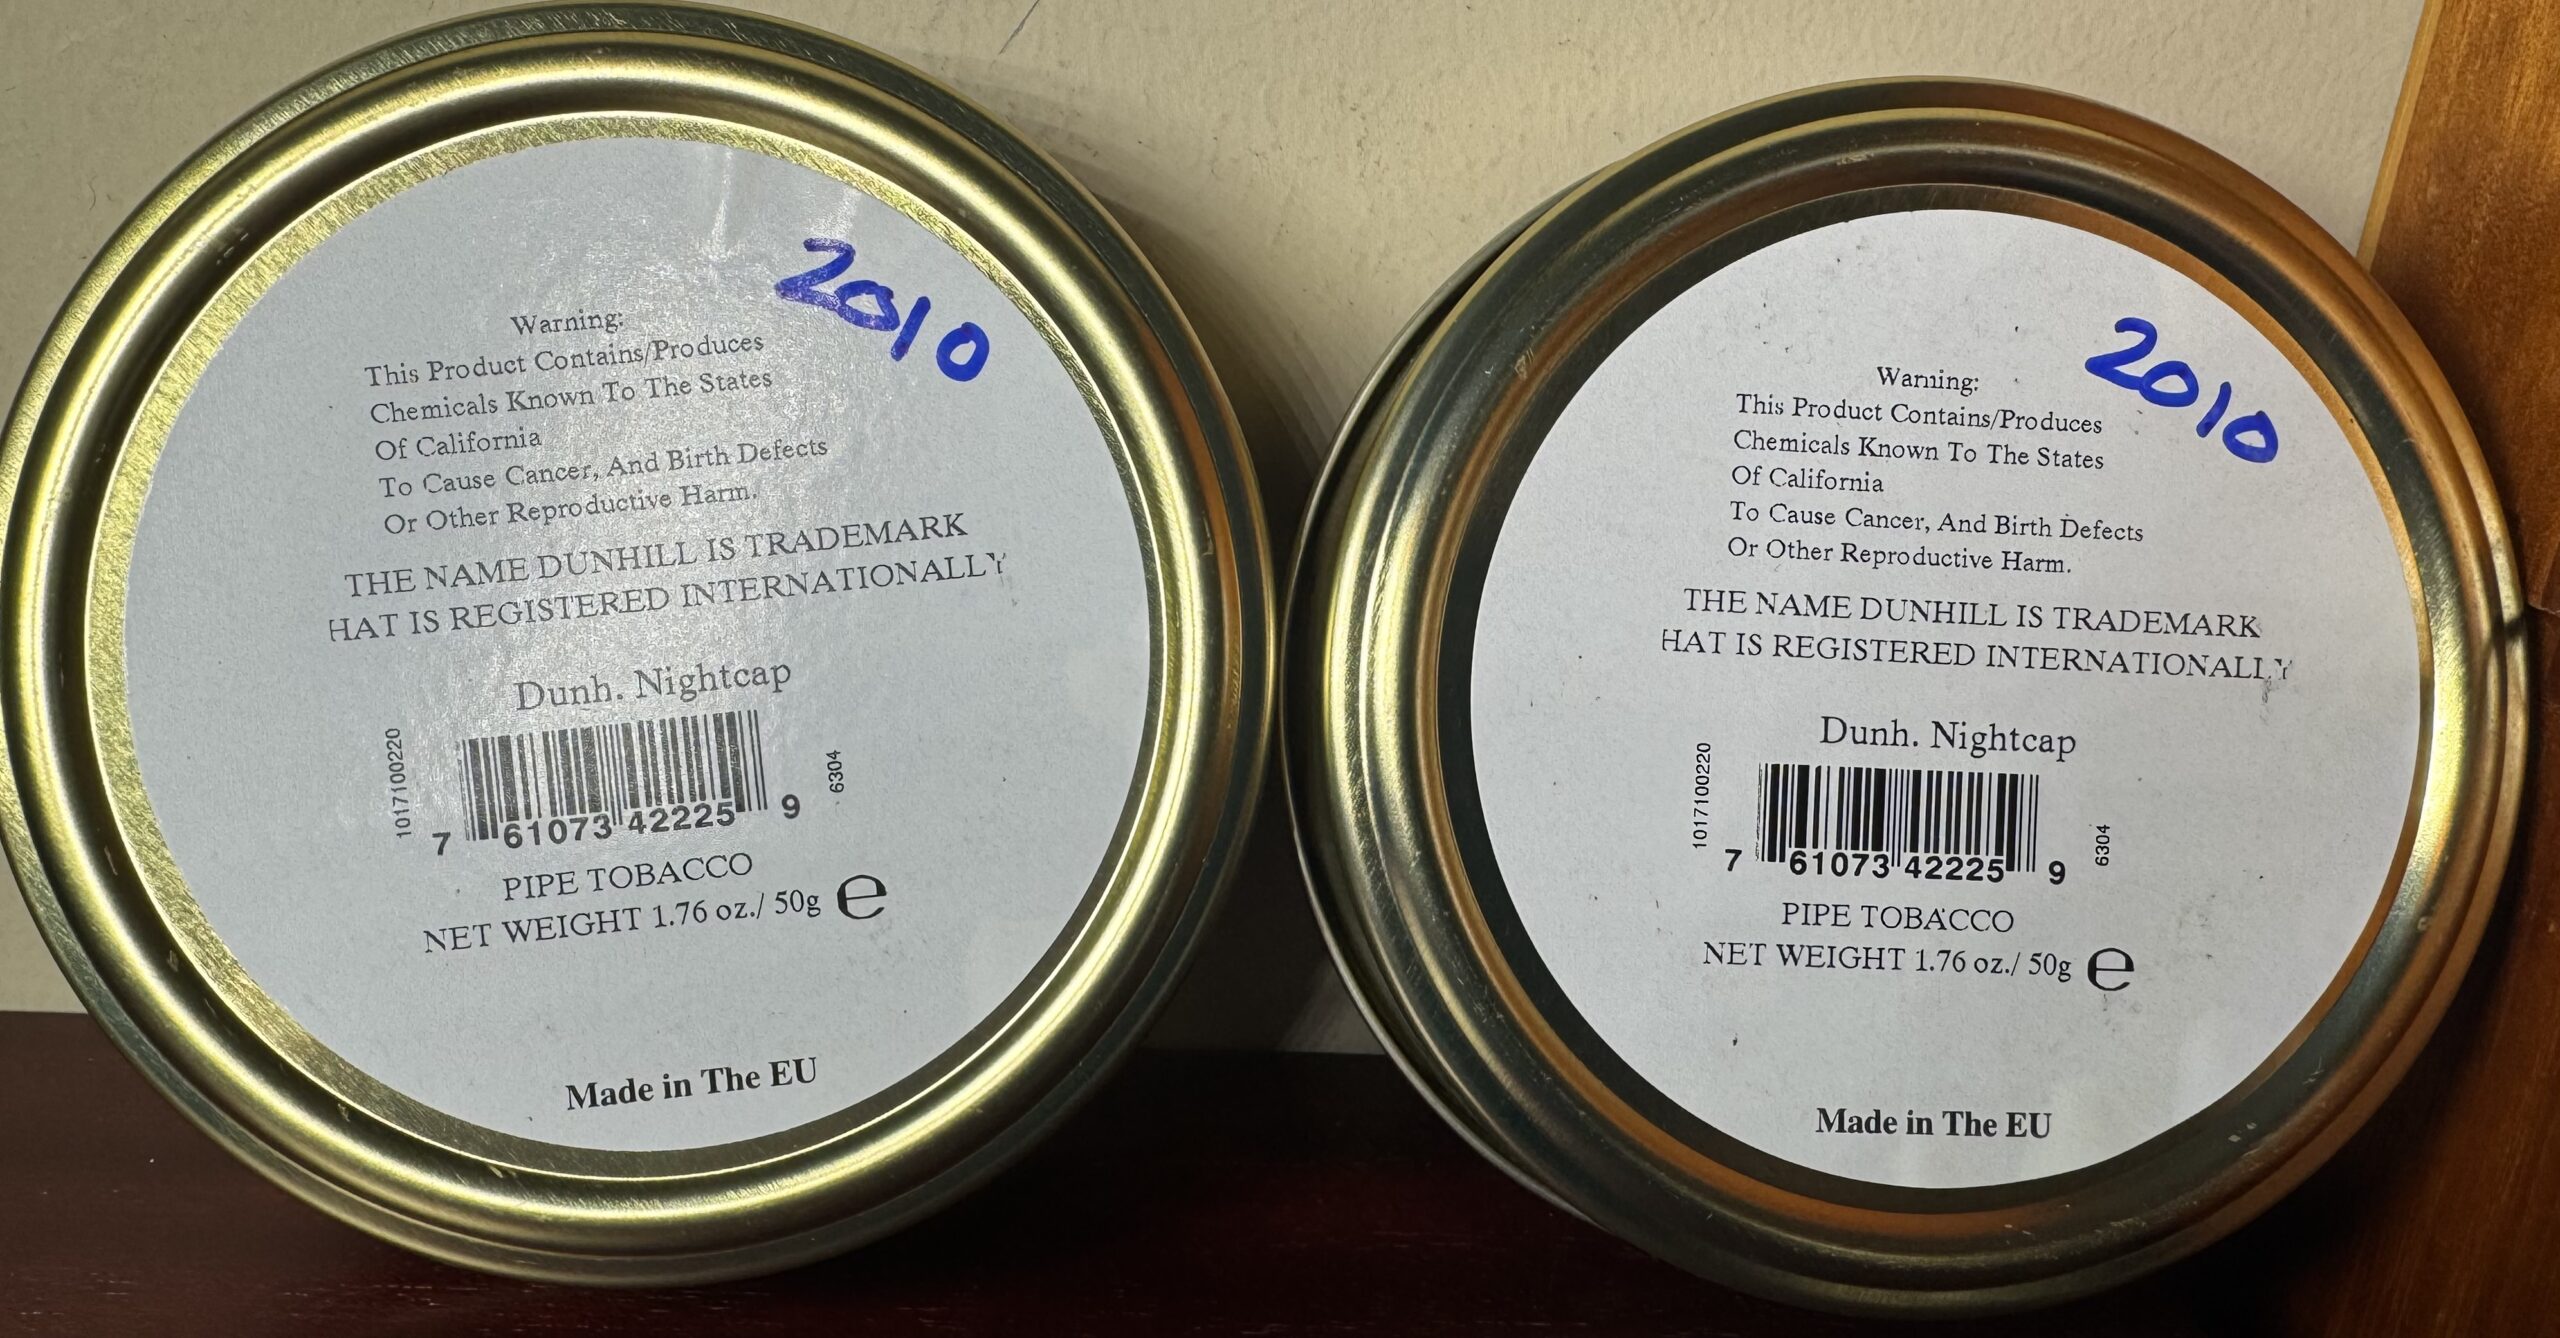 2010
Warning:
This Product Contains/Produces
Chemicals Known To The States
Of California
To Cause Cancer, And Birth Defects
Or Other Reproductive Harm.
THE NAME DUNHILL IS TRADEMARK
HAT IS REGISTERED INTERNATIONALLY
Dunh. Nightcap
1017100220
7 61073 42225 9
6304
PIPE TOBACCO
NET WEIGHT 1.76 oz./ 50g e
Made in The EU
2010
Warning:
This Product Contains/Produces
Chemicals Known To The States
Of California
To Cause Cancer, And Birth Defects
Or Other Reproductive Harm.
THE NAME DUNHILL IS TRADEMARK
HAT IS REGISTERED INTERNATIONALLY
Dunh. Nightcap
1017100220
7 61073 42225 9
6304
PIPE TOBACCO
NET WEIGHT 1.76 oz./ 50g e
Made in The EU